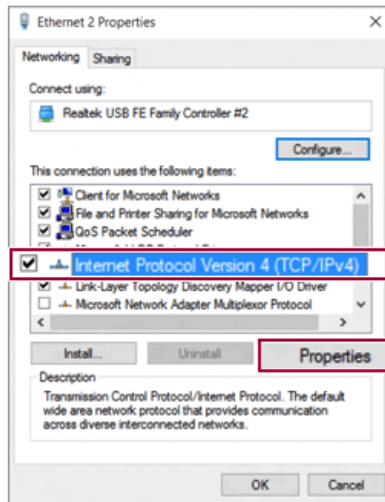 Ethernet 2 Properties
Networking Sharing
Connect using:
Realtek USB FE Family Controller #2
Configure...
This connection uses the following items:
Client for Microsoft Networks
File and Printer Sharing for Microsoft Networks
QoS Packet Scheduler
Internet Protocol Version 4 (TCP/IPv4)
Link-Layer Topology Discovery Mapper I/O Driver
Microsoft Network Adapter Multiplexor Protocol
Install... Uninstall Properties
Description
Transmission Control Protocol/Internet Protocol. The default
wide area network protocol that provides communication
across diverse interconnected networks.
OK Cancel